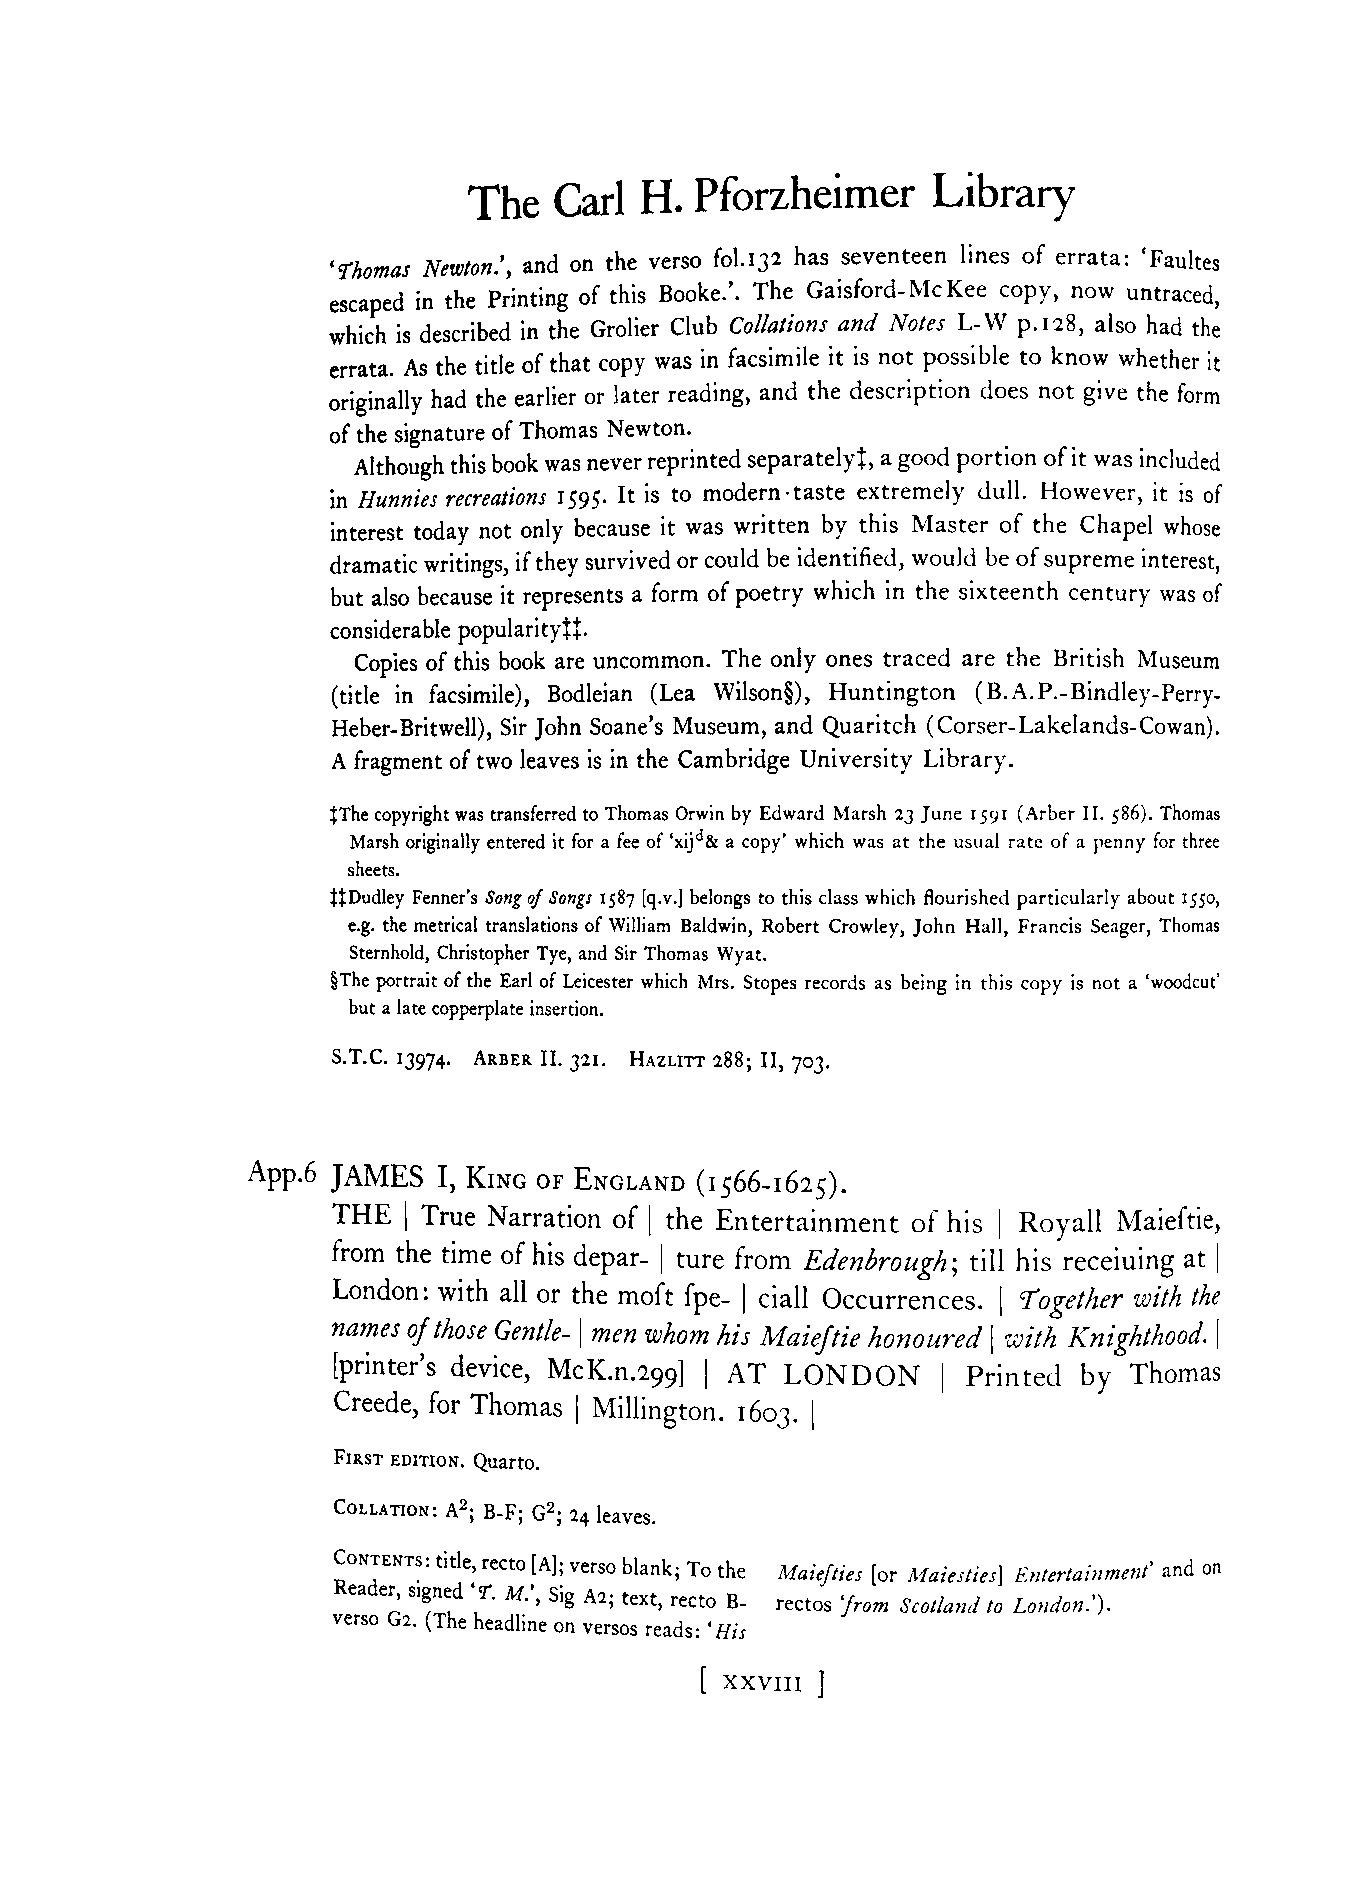 The Carl H. Pforzheimer Library
‘Thomas Newton.’, and on the verso fol.132 has seventeen lines of errata: ‘Faultes
escaped in the Printing of this Booke.’. The Gaisford-McKee copy, now untraced,
which is described in the Grolier Club Collations and Notes L-W p.128, also had the
errata. As the title of that copy was in facsimile it is not possible to know whether it
originally had the earlier or later reading, and the description does not give the form
of the signature of Thomas Newton.
Although this book was never reprinted separately‡, a good portion of it was included
in Hunnies recreations 1595. It is to modern·taste extremely dull. However, it is of
interest today not only because it was written by this Master of the Chapel whose
dramatic writings, if they survived or could be identified, would be of supreme interest,
but also because it represents a form of poetry which in the sixteenth century was of
considerable popularity‡‡.
Copies of this book are uncommon. The only ones traced are the British Museum
(title in facsimile), Bodleian (Lea Wilson§), Huntington (B.A.P.-Bindley-Perry-
Heber-Britwell), Sir John Soane's Museum, and Quaritch (Corser-Lakelands-Cowan).
A fragment of two leaves is in the Cambridge University Library.
‡The copyright was transferred to Thomas Orwin by Edward Marsh 23 June 1591 (Arber II. 586). Thomas
Marsh originally entered it for a fee of ‘xijᵈ& a copy’ which was at the usual rate of a penny for three
sheets.
‡‡Dudley Fenner's Song of Songs 1587 [q.v.] belongs to this class which flourished particularly about 1550,
e.g. the metrical translations of William Baldwin, Robert Crowley, John Hall, Francis Seager, Thomas
Sternhold, Christopher Tye, and Sir Thomas Wyat.
§The portrait of the Earl of Leicester which Mrs. Stopes records as being in this copy is not a ‘woodcut’
but a late copperplate insertion.
S.T.C. 13974. ARBER II. 321. HAZLITT 288; II, 703.
App.6 JAMES I, KING OF ENGLAND (1566-1625).
THE | True Narration of | the Entertainment of his | Royall Maieſtie,
from the time of his depar- | ture from Edenbrough; till his receiuing at |
London: with all or the moſt ſpe- | ciall Occurrences. | Together with the
names of those Gentle- | men whom his Maieſtie honoured | with Knighthood. |
[printer's device, McK.n.299] | AT LONDON | Printed by Thomas
Creede, for Thomas | Millington. 1603. |
FIRST EDITION. Quarto.
COLLATION: A²; B-F; G²; 24 leaves.
CONTENTS: title, recto [A]; verso blank; To the
Reader, signed ‘T. M.’, Sig A2; text, recto B-
verso G2. (The headline on versos reads: ‘His
Maieſties [or Maiesties] Entertainment’ and on
rectos ‘from Scotland to London.’).
[ XXVIII ]